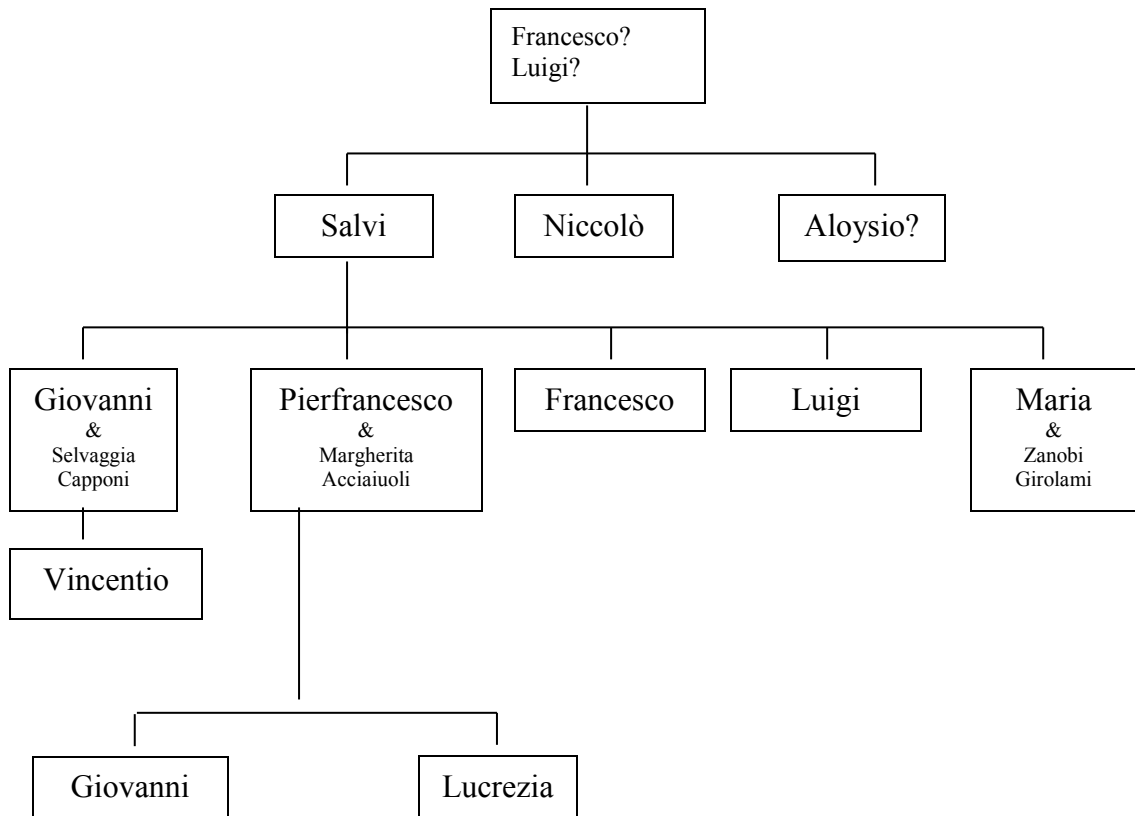 Francesco?
Luigi?
Salvi
Niccolò
Aloysio?
Giovanni
&
Selvaggia
Capponi
Pierfrancesco
&
Margherita
Acciaiuoli
Francesco
Luigi
Maria
&
Zanobi
Girolami
Vincentio
Giovanni
Lucrezia